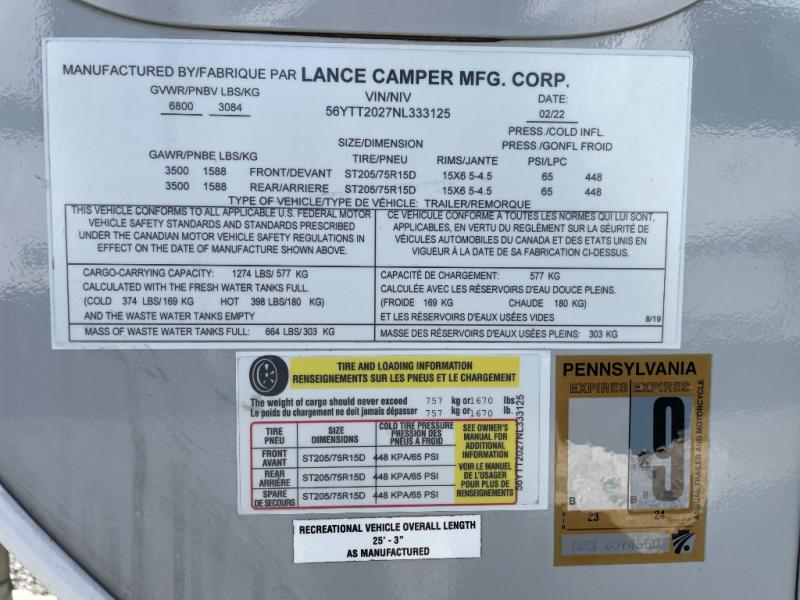 MANUFACTURED BY/FABRIQUE PAR LANCE CAMPER MFG. CORP.
GVWR/PNBV LBS/KG VIN/NIV DATE:
6800 3084 56YTT2027NL333125 02/22
PRESS./COLD INFL.
SIZE/DIMENSION PRESS./GONFL FROID
GAWR/PNBE LBS/KG TIRE/PNEU RIMS/JANTE PSI/LPC
3500 1588 FRONT/DEVANT ST205/75R15D 15X6 5-4.5 65 448
3500 1588 REAR/ARRIERE ST205/75R15D 15X6 5-4.5 65 448
TYPE OF VEHICLE/TYPE DE VÉHICLE: TRAILER/REMORQUE
THIS VEHICLE CONFORMS TO ALL APPLICABLE U.S. FEDERAL MOTOR
VEHICLE SAFETY STANDARDS AND STANDARDS PRESCRIBED
UNDER THE CANADIAN MOTOR VEHICLE SAFETY REGULATIONS IN
EFFECT ON THE DATE OF MANUFACTURE SHOWN ABOVE.
CE VEHICULE CONFORME A TOUTES LES NORMES QUI LUI SONT,
APPLICABLES, EN VERTU DU REGLEMENT SUR LA SÉURITÉ DE
VÉICULES AUTOMOBILES DU CANADA ET DES ETATS UNIS EN
VIGUEUR À LA DATE DE SA FABRICATION CI-DESSUS.
CARGO-CARRYING CAPACITY: 1274 LBS/ 577 KG
CALCULATED WITH THE FRESH WATER TANKS FULL
(COLD 374 LBS/169 KG HOT 398 LBS/180 KG)
AND THE WASTE WATER TANKS EMPTY
CAPACITÉ DE CHARGEMENT: 577 KG
CALCULÉE AVEC LES RÉSERVOIRS D'EAU DOUCE PLEINS.
(FROIDE 169 KG CHAUDE 180 KG)
ET LES RÉSERVOIRS D'EAUX USÉES VIDES 8/19
MASS OF WASTE WATER TANKS FULL: 664 LBS/ 303 KG
MASSE DES RÉSERVOIRS D'EAUX USÉES PLEINS: 303 KG
TIRE AND LOADING INFORMATION
RENSEIGNEMENTS SUR LES PNEUS ET LE CHARGEMENT
The weight of cargo should never exceed 757 kg or 1670 lbs
Le poids du chargement ne doit jamais dépasser 757 kg or 1670 lb.
TIRE
PNEU
SIZE
DIMENSIONS
COLD TIRE PRESSURE
PRESSION DES
PNEUS A FROID
FRONT
AVANT
ST205/75R15D 448 KPA/65 PSI
REAR
ARRIÈRE
ST205/75R15D 448 KPA/65 PSI
SPARE
DE SECOURS
ST205/75R15D 448 KPA/65 PSI
SEE OWNER'S
MANUAL FOR
ADDITIONAL
INFORMATION
VOIR LE MANUEL
DE L'USAGER
POUR PLUS DE
RENSEIGNEMENTS
56YTT2027NL333125
RECREATIONAL VEHICLE OVERALL LENGTH
25' - 3"
AS MANUFACTURED
PENNSYLVANIA
EXPIRES EXPIRES
9
B B
23 24
VIN
ANNUAL TRAILER AND MOTORCYCLE